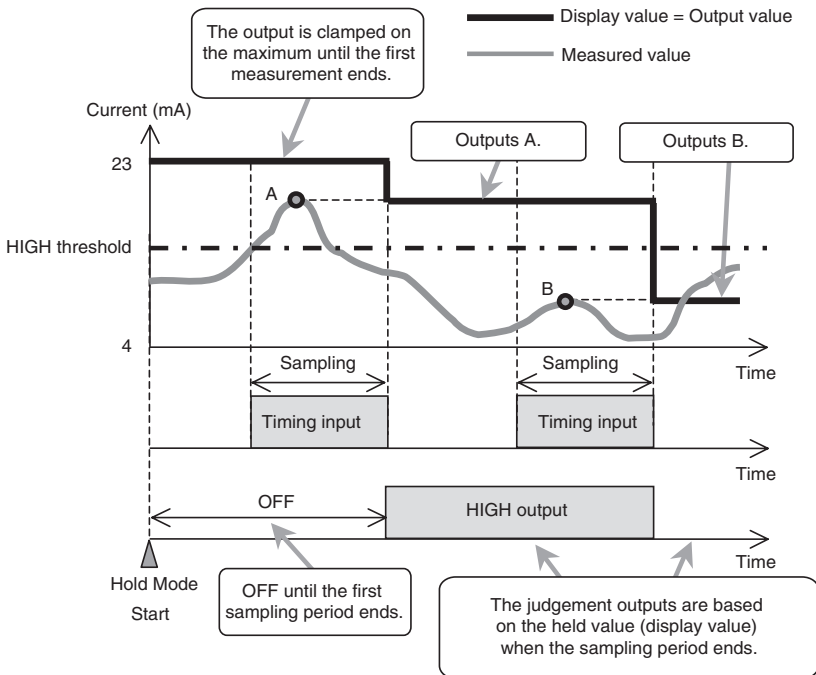 The output is clamped on
the maximum until the first
measurement ends.
Display value = Output value
Measured value
Current (mA)
Outputs A.
Outputs B.
23
A
HIGH threshold
B
4
Sampling
Sampling
Time
Timing input
Timing input
Time
OFF
HIGH output
Time
Hold Mode
Start
OFF until the first
sampling period ends.
The judgement outputs are based
on the held value (display value)
when the sampling period ends.